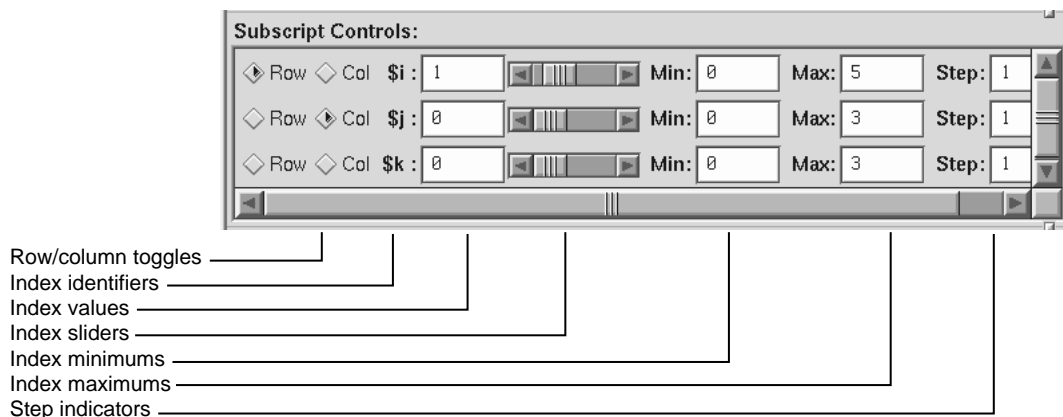 Subscript Controls:
Row Col $i : 1 Min: 0 Max: 5 Step: 1
Row Col $j : 0 Min: 0 Max: 3 Step: 1
Row Col $k : 0 Min: 0 Max: 3 Step: 1
Row/column toggles
Index identifiers
Index values
Index sliders
Index minimums
Index maximums
Step indicators